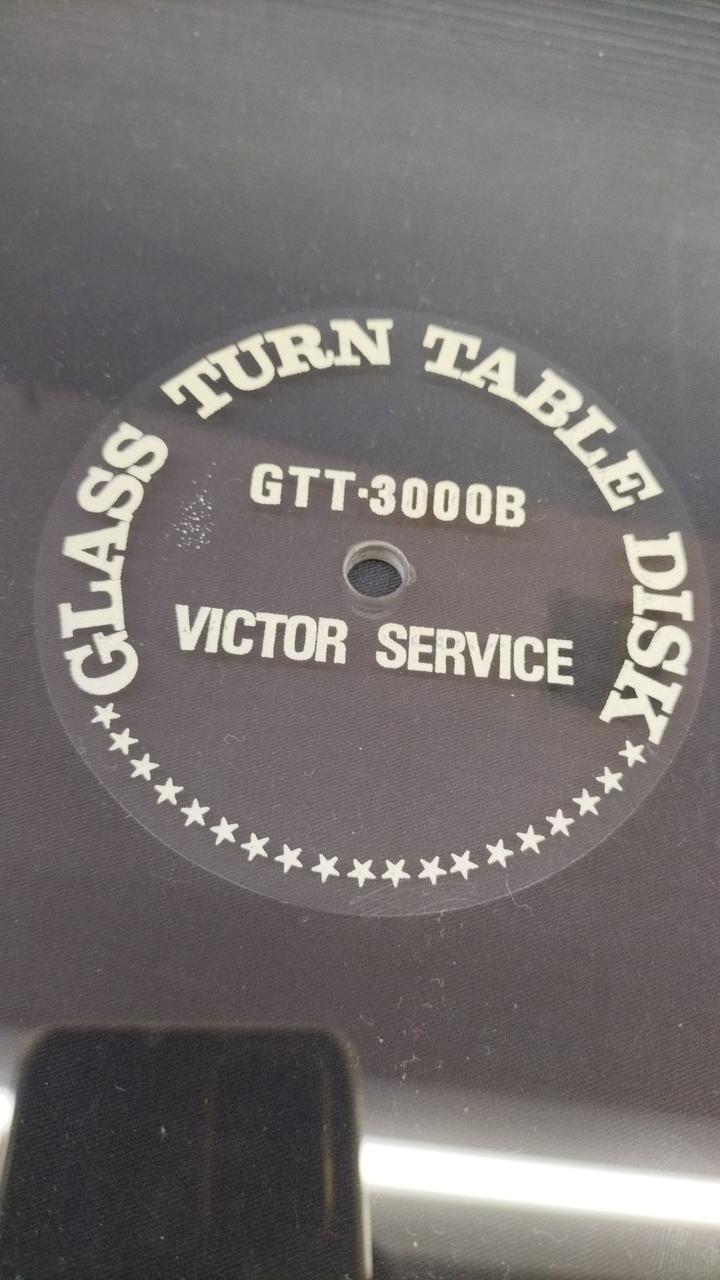 GLASS TURN TABLE DISK
GTT·3000B
VICTOR SERVICE